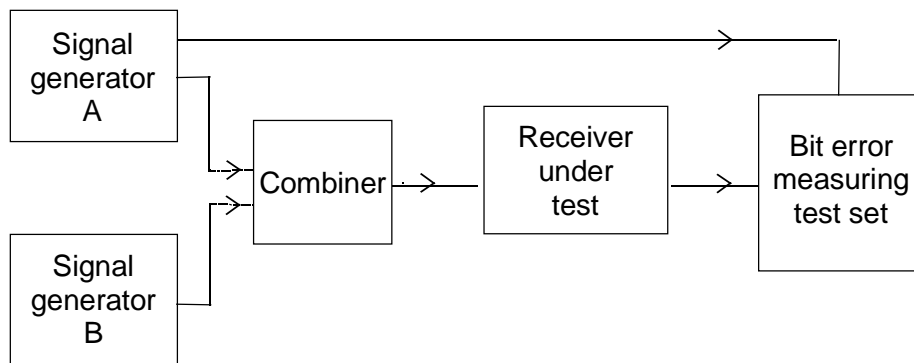 Signal
generator
A
Combiner
Receiver
under
test
Bit error
measuring
test set
Signal
generator
B